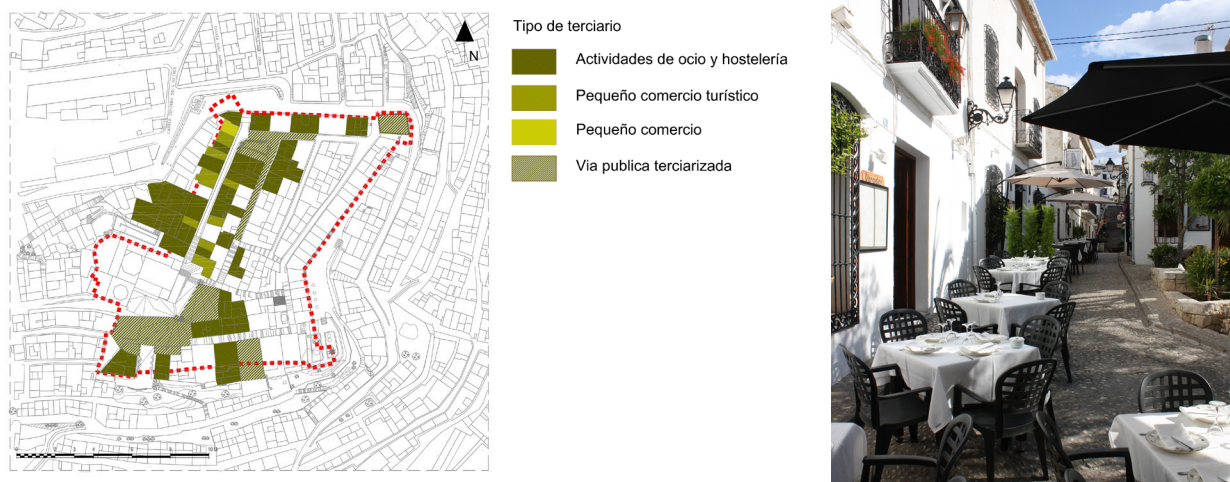 N
Tipo de terciario
Actividades de ocio y hostelería
Pequeño comercio turístico
Pequeño comercio
Via publica terciarizada